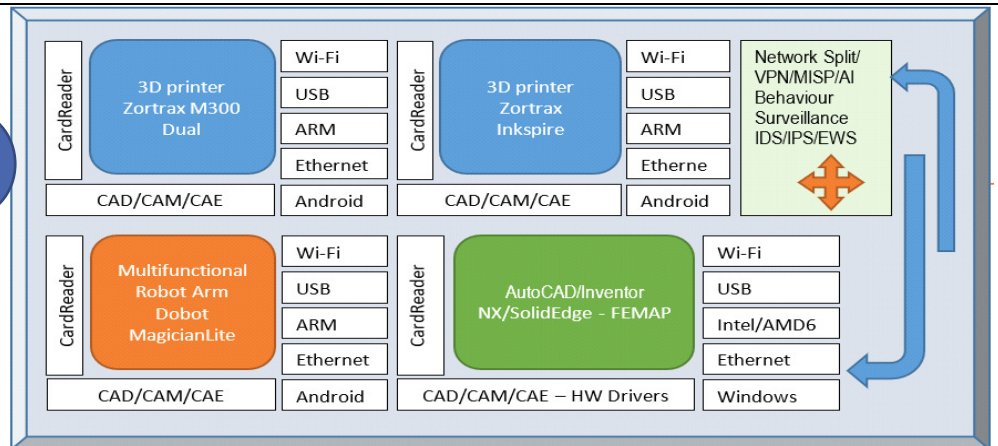 CardReader
3D printer
Zortrax M300
Dual
Wi-Fi
USB
ARM
Ethernet
CAD/CAM/CAE
Android
CardReader
3D printer
Zortrax
Inkspire
Wi-Fi
USB
ARM
Etherne
CAD/CAM/CAE
Android
Network Split/
VPN/MISP/AI
Behaviour
Surveillance
IDS/IPS/EWS
CardReader
Multifunctional
Robot Arm
Dobot
MagicianLite
Wi-Fi
USB
ARM
Ethernet
CAD/CAM/CAE
Android
CardReader
AutoCAD/Inventor
NX/SolidEdge - FEMAP
Wi-Fi
USB
Intel/AMD6
Ethernet
CAD/CAM/CAE – HW Drivers
Windows